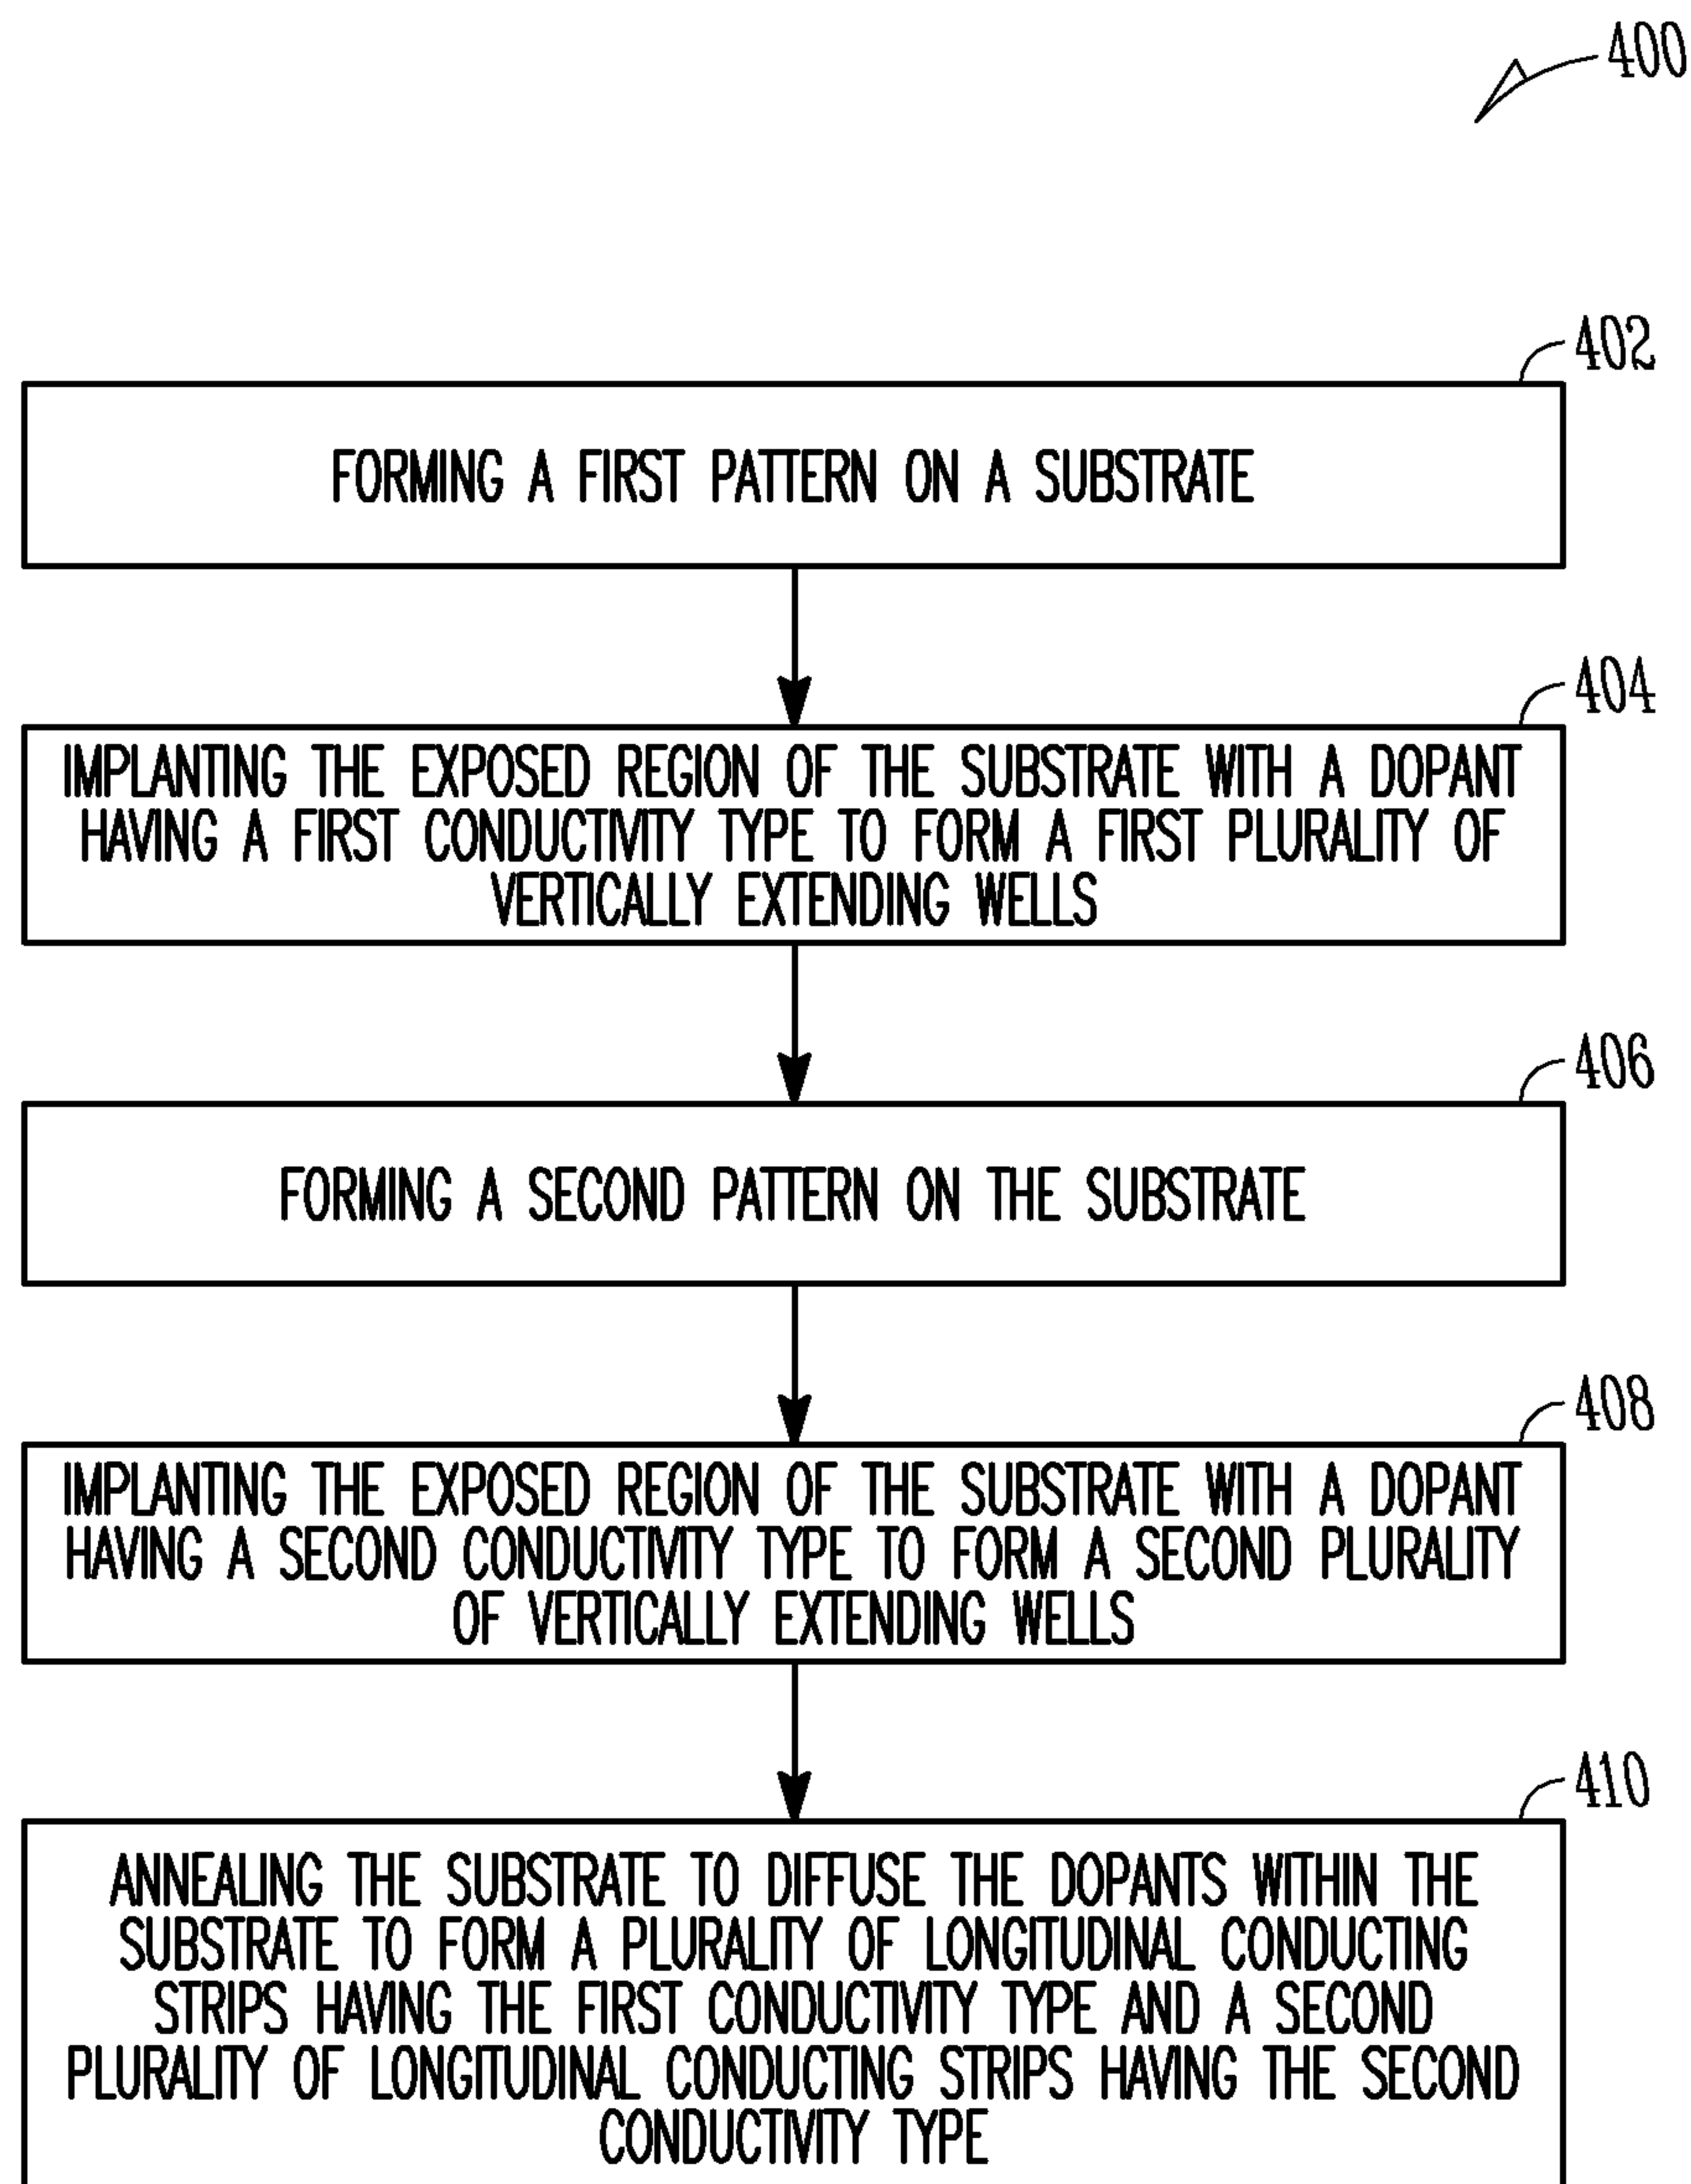 400
402
FORMING A FIRST PATTERN ON A SUBSTRATE
404
IMPLANTING THE EXPOSED REGION OF THE SUBSTRATE WITH A DOPANT
HAVING A FIRST CONDUCTIVITY TYPE TO FORM A FIRST PLURALITY OF
VERTICALLY EXTENDING WELLS
406
FORMING A SECOND PATTERN ON THE SUBSTRATE
408
IMPLANTING THE EXPOSED REGION OF THE SUBSTRATE WITH A DOPANT
HAVING A SECOND CONDUCTIVITY TYPE TO FORM A SECOND PLURALITY
OF VERTICALLY EXTENDING WELLS
410
ANNEALING THE SUBSTRATE TO DIFFUSE THE DOPANTS WITHIN THE
SUBSTRATE TO FORM A PLURALITY OF LONGITUDINAL CONDUCTING
STRIPS HAVING THE FIRST CONDUCTIVITY TYPE AND A SECOND
PLURALITY OF LONGITUDINAL CONDUCTING STRIPS HAVING THE SECOND
CONDUCTIVITY TYPE